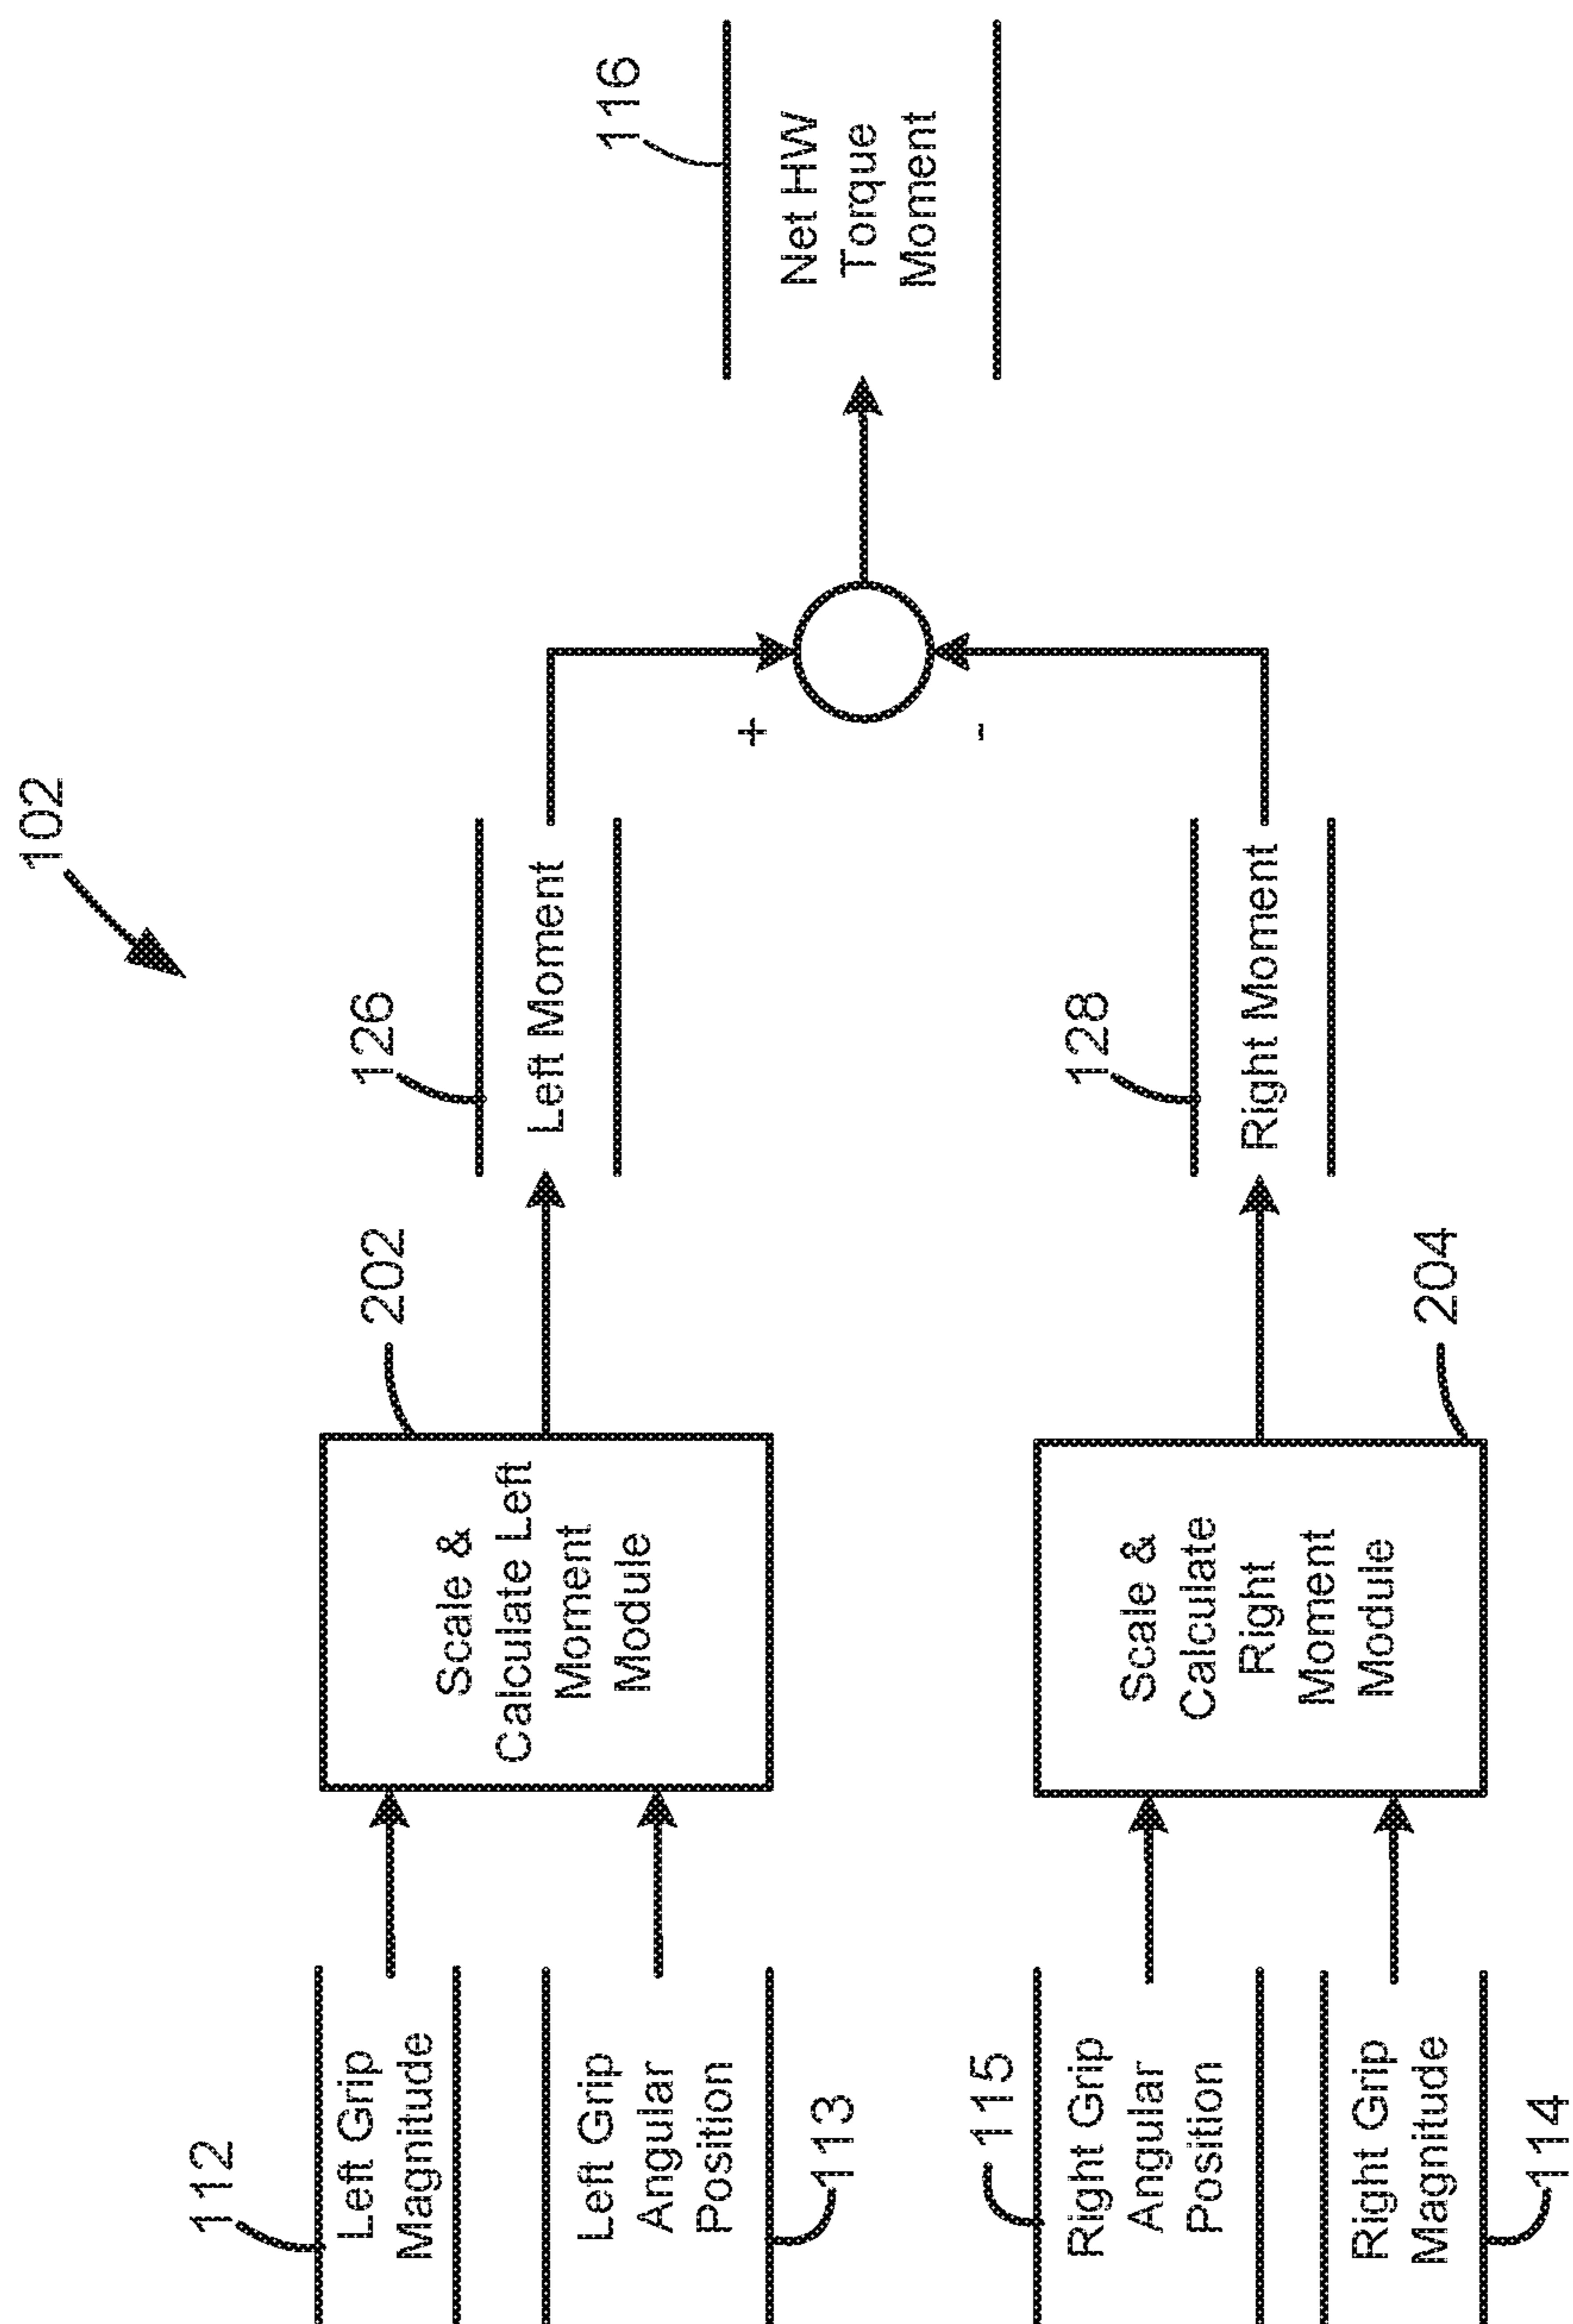 102
112
Left Grip
Magnitude
Left Grip
Angular
Position
113
202
Scale &
Calculate Left
Moment
Module
126
Left Moment
115
Right Grip
Angular
Position
Right Grip
Magnitude
114
Scale &
Calculate
Right
Moment
Module
204
128
Right Moment
+
-
116
Net HW
Torque
Moment